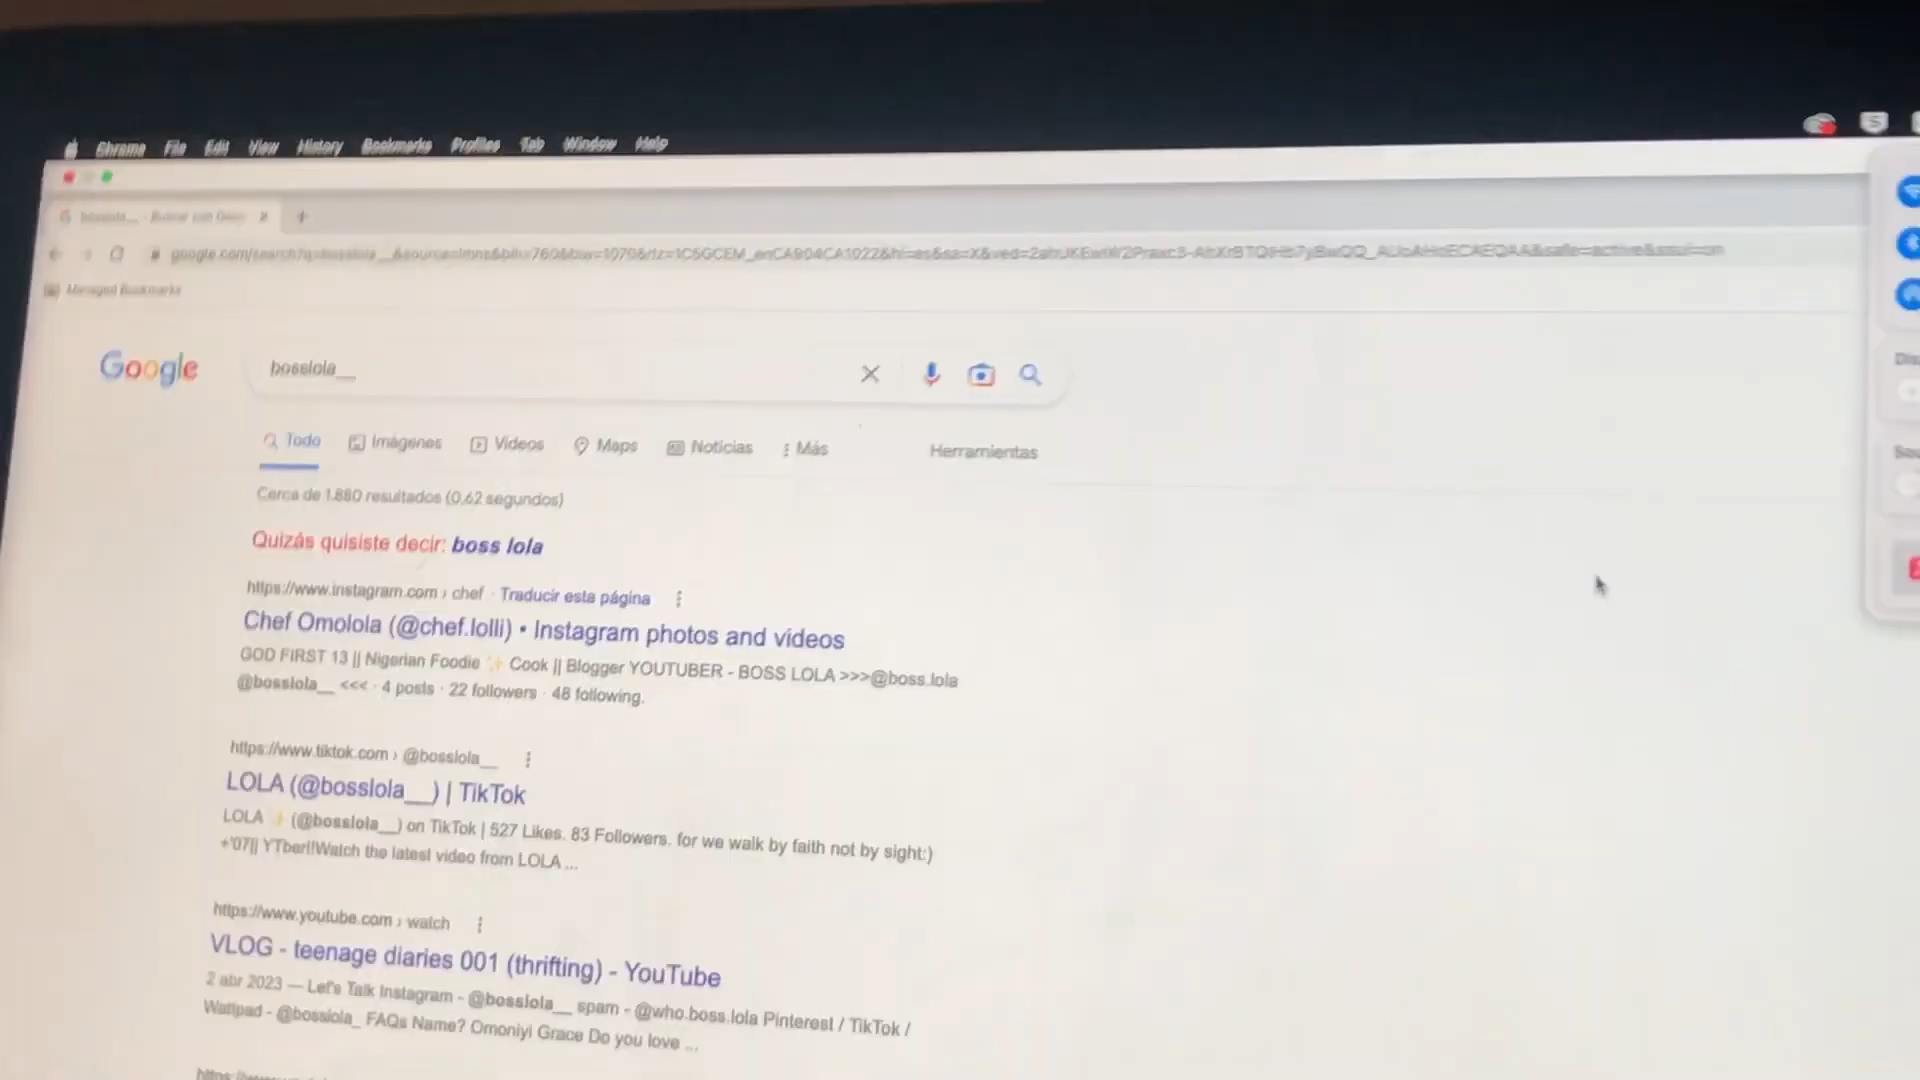 Chrome File Edit View History Bookmarks Profiles Tab Window Help
Managed Bookmarks
Google
bosslola__
Todo Imágenes Vídeos Maps Noticias Más Herramientas
Cerca de 1.880 resultados (0,62 segundos)
Quizás quisiste decir: boss lola
https://www.instagram.com › chef · Traducir esta página
Chef Omolola (@chef.lolli) • Instagram photos and videos
GOD FIRST 13 || Nigerian Foodie ✨ Cook || Blogger YOUTUBER - BOSS LOLA >>>@boss.lola
@bosslola__ <<< · 4 posts · 22 followers · 48 following.
https://www.tiktok.com › @bosslola__
LOLA (@bosslola__) | TikTok
LOLA ✨ (@bosslola__) on TikTok | 527 Likes. 83 Followers. for we walk by faith not by sight:)
+'07|| YTber!!Watch the latest video from LOLA ...
https://www.youtube.com › watch
VLOG - teenage diaries 001 (thrifting) - YouTube
2 abr 2023 — Let's Talk Instagram - @bosslola__ spam - @who.boss.lola Pinterest / TikTok /
Wattpad - @bosslola_ FAQs Name? Omoniyi Grace Do you love ...